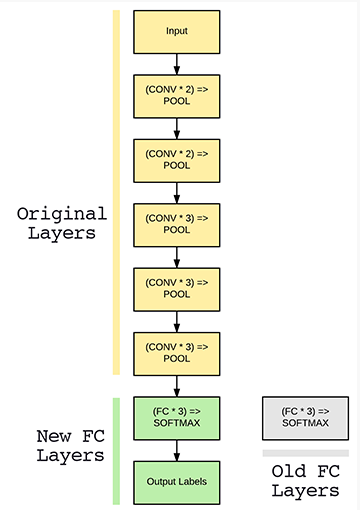 Input
(CONV * 2) =>
POOL
(CONV * 2) =>
POOL
Original
Layers
(CONV * 3) =>
POOL
(CONV * 3) =>
POOL
(CONV * 3) =>
POOL
New FC
Layers
(FC * 3) =>
SOFTMAX
Output Labels
(FC * 3) =>
SOFTMAX
Old FC
Layers